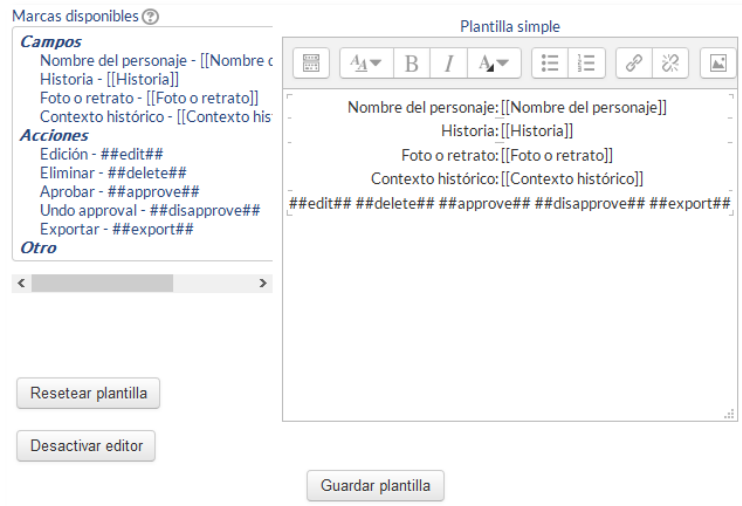 Marcas disponibles
Campos
Nombre del personaje - [[Nombre d
Historia - [[Historia]]
Foto o retrato - [[Foto o retrato]]
Contexto histórico - [[Contexto his
Acciones
Edición - ##edit##
Eliminar - ##delete##
Aprobar - ##approve##
Undo approval - ##disapprove##
Exportar - ##export##
Otro
Resetear plantilla
Desactivar editor
Plantilla simple
Nombre del personaje: [[Nombre del personaje]]
Historia: [[Historia]]
Foto o retrato: [[Foto o retrato]]
Contexto histórico: [[Contexto histórico]]
##edit## ##delete## ##approve## ##disapprove## ##export##
Guardar plantilla